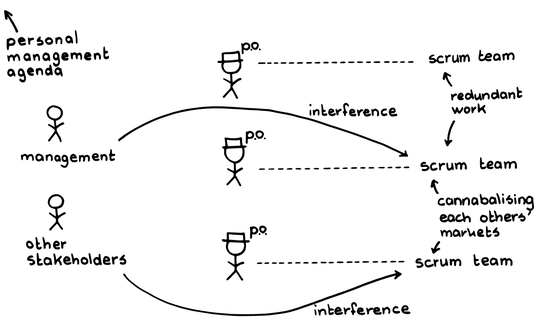 personal
management
agenda
p.o.
scrum team
redundant
work
interference
management
p.o.
scrum team
cannabalising
each others'
markets
other
stakeholders
p.o.
scrum team
interference